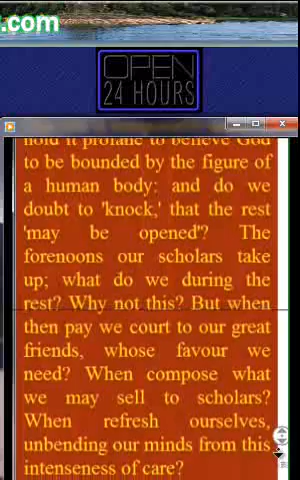 .com
OPEN
24 HOURS
hold it profane to believe God
to be bounded by the figure of
a human body: and do we
doubt to 'knock,' that the rest
'may be opened'? The
forenoons our scholars take
up; what do we during the
rest? Why not this? But when
then pay we court to our great
friends, whose favour we
need? When compose what
we may sell to scholars?
When refresh ourselves,
unbending our minds from this
intenseness of care?